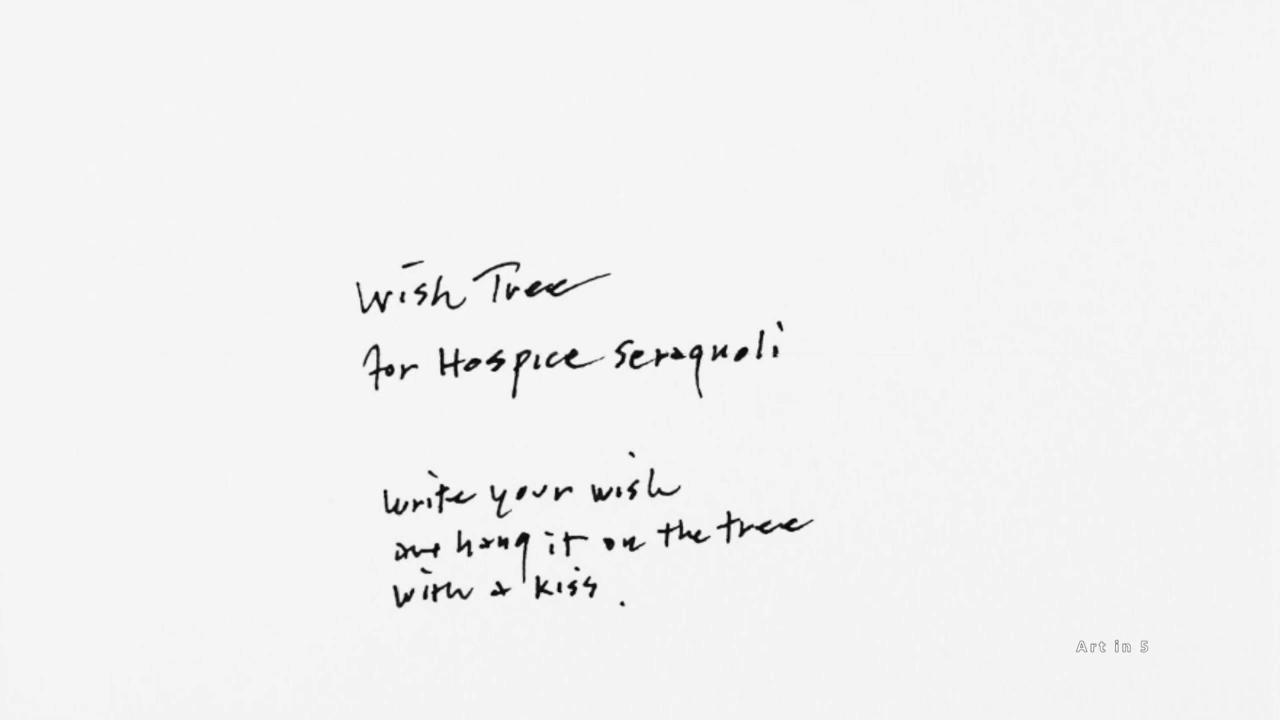 Wish Tree
for Hospice Seragnoli
write your wish
and hang it on the tree
with a kiss.
Art in 5